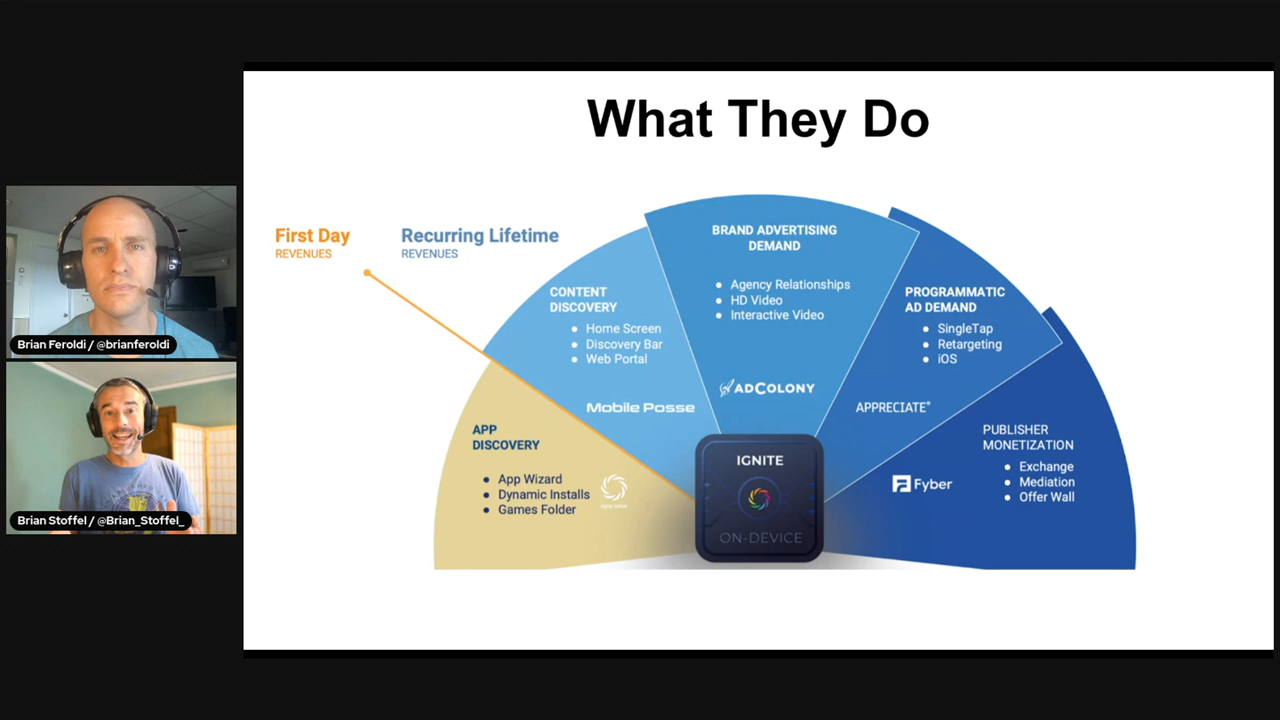 What They Do
First Day
REVENUES
Recurring Lifetime
REVENUES
APP
DISCOVERY
• App Wizard
• Dynamic Installs
• Games Folder
CONTENT
DISCOVERY
• Home Screen
• Discovery Bar
• Web Portal
Mobile Posse
BRAND ADVERTISING
DEMAND
• Agency Relationships
• HD Video
• Interactive Video
ADCOLONY
PROGRAMMATIC
AD DEMAND
• SingleTap
• Retargeting
• iOS
APPRECIATE®
PUBLISHER
MONETIZATION
• Exchange
• Mediation
• Offer Wall
Fyber
IGNITE
ON-DEVICE
Brian Feroldi / @brianferoldi
Brian Stoffel / @Brian_Stoffel_